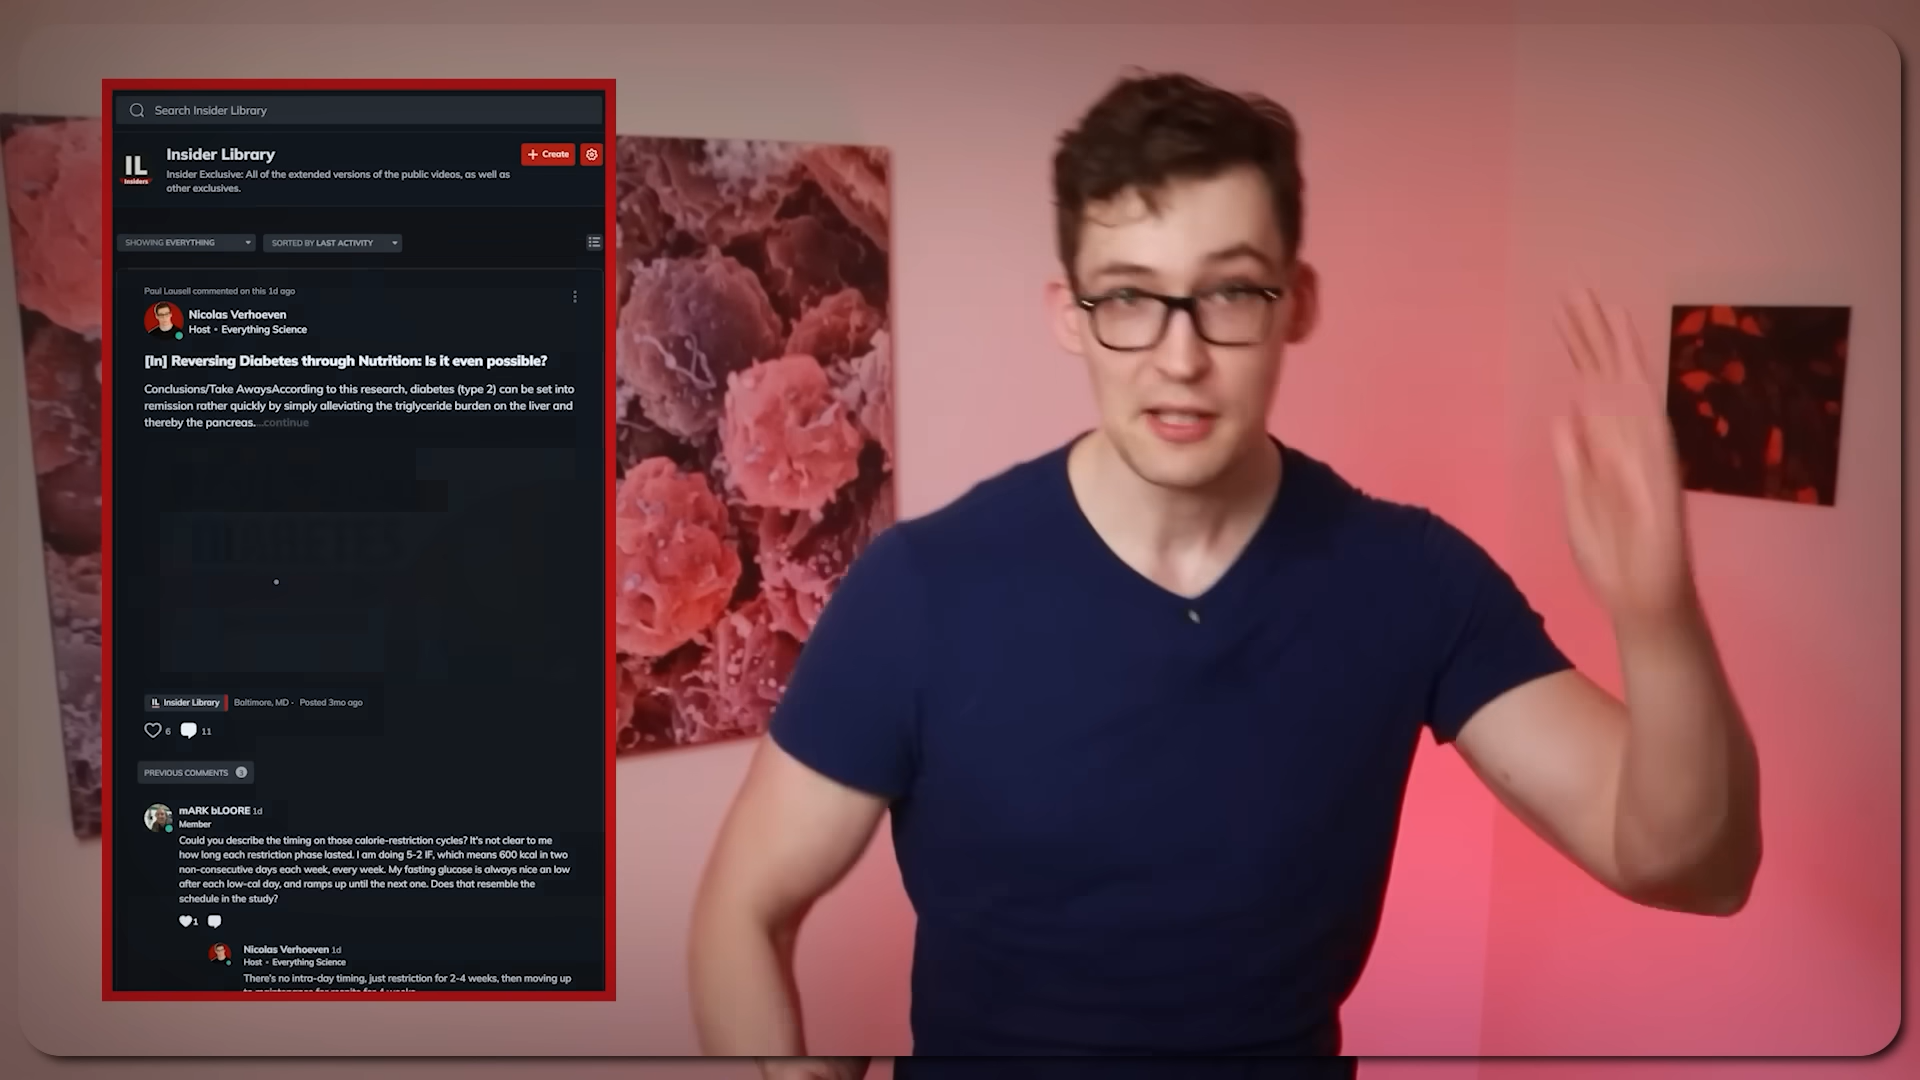 Search Insider Library
IL
Insiders
Insider Library
+ Create
Insider Exclusive: All of the extended versions of the public videos, as well as
other exclusives.
SHOWING EVERYTHING
SORTED BY LAST ACTIVITY
Paul Lausell commented on this 1d ago
Nicolas Verhoeven
Host • Everything Science
[In] Reversing Diabetes through Nutrition: Is it even possible?
Conclusions/Take AwaysAccording to this research, diabetes (type 2) can be set into
remission rather quickly by simply alleviating the triglyceride burden on the liver and
thereby the pancreas....continue
DIABETES
IL Insider Library Baltimore, MD - Posted 3mo ago
6 11
PREVIOUS COMMENTS 3
mARK bLOORE 1d
Member
Could you describe the timing on those calorie-restriction cycles? It's not clear to me
how long each restriction phase lasted. I am doing 5-2 IF, which means 600 kcal in two
non-consecutive days each week, every week. My fasting glucose is always nice an low
after each low-cal day, and ramps up until the next one. Does that resemble the
schedule in the study?
1
Nicolas Verhoeven 1d
Host • Everything Science
There's no intra-day timing, just restriction for 2-4 weeks, then moving up